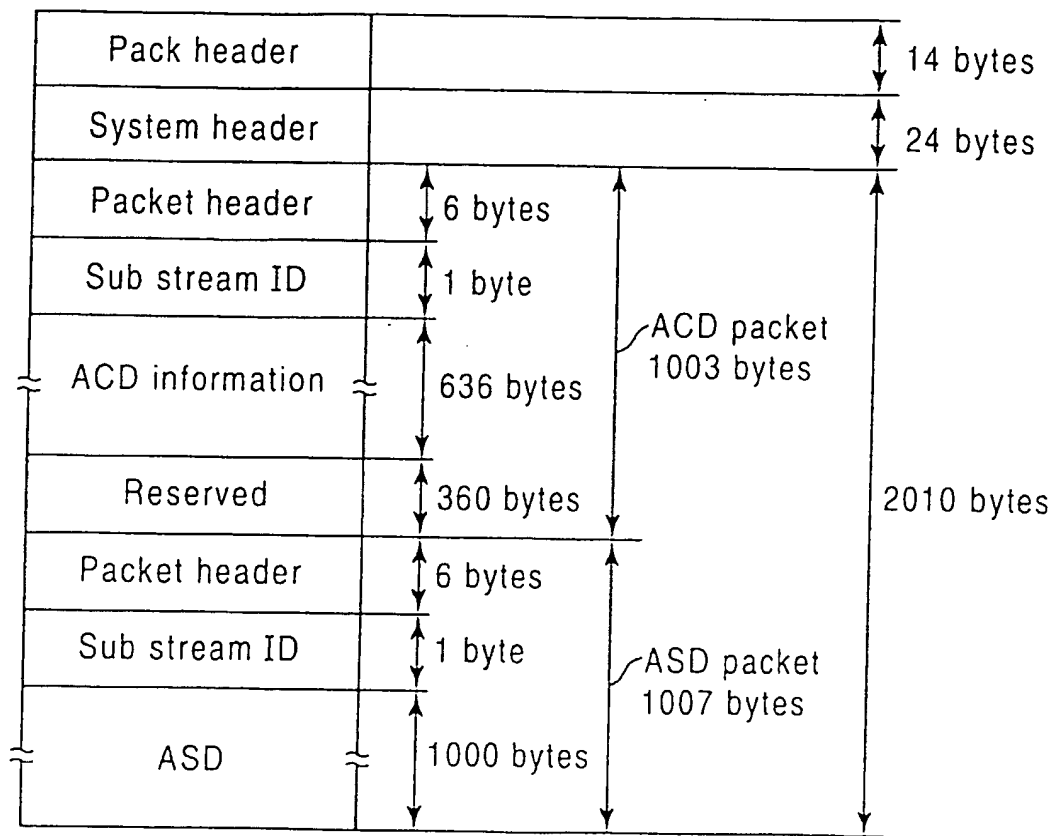 Pack header
14 bytes
System header
24 bytes
Packet header
6 bytes
Sub stream ID
1 byte
ACD information
636 bytes
ACD packet
1003 bytes
Reserved
360 bytes
2010 bytes
Packet header
6 bytes
Sub stream ID
1 byte
ASD packet
1007 bytes
ASD
1000 bytes